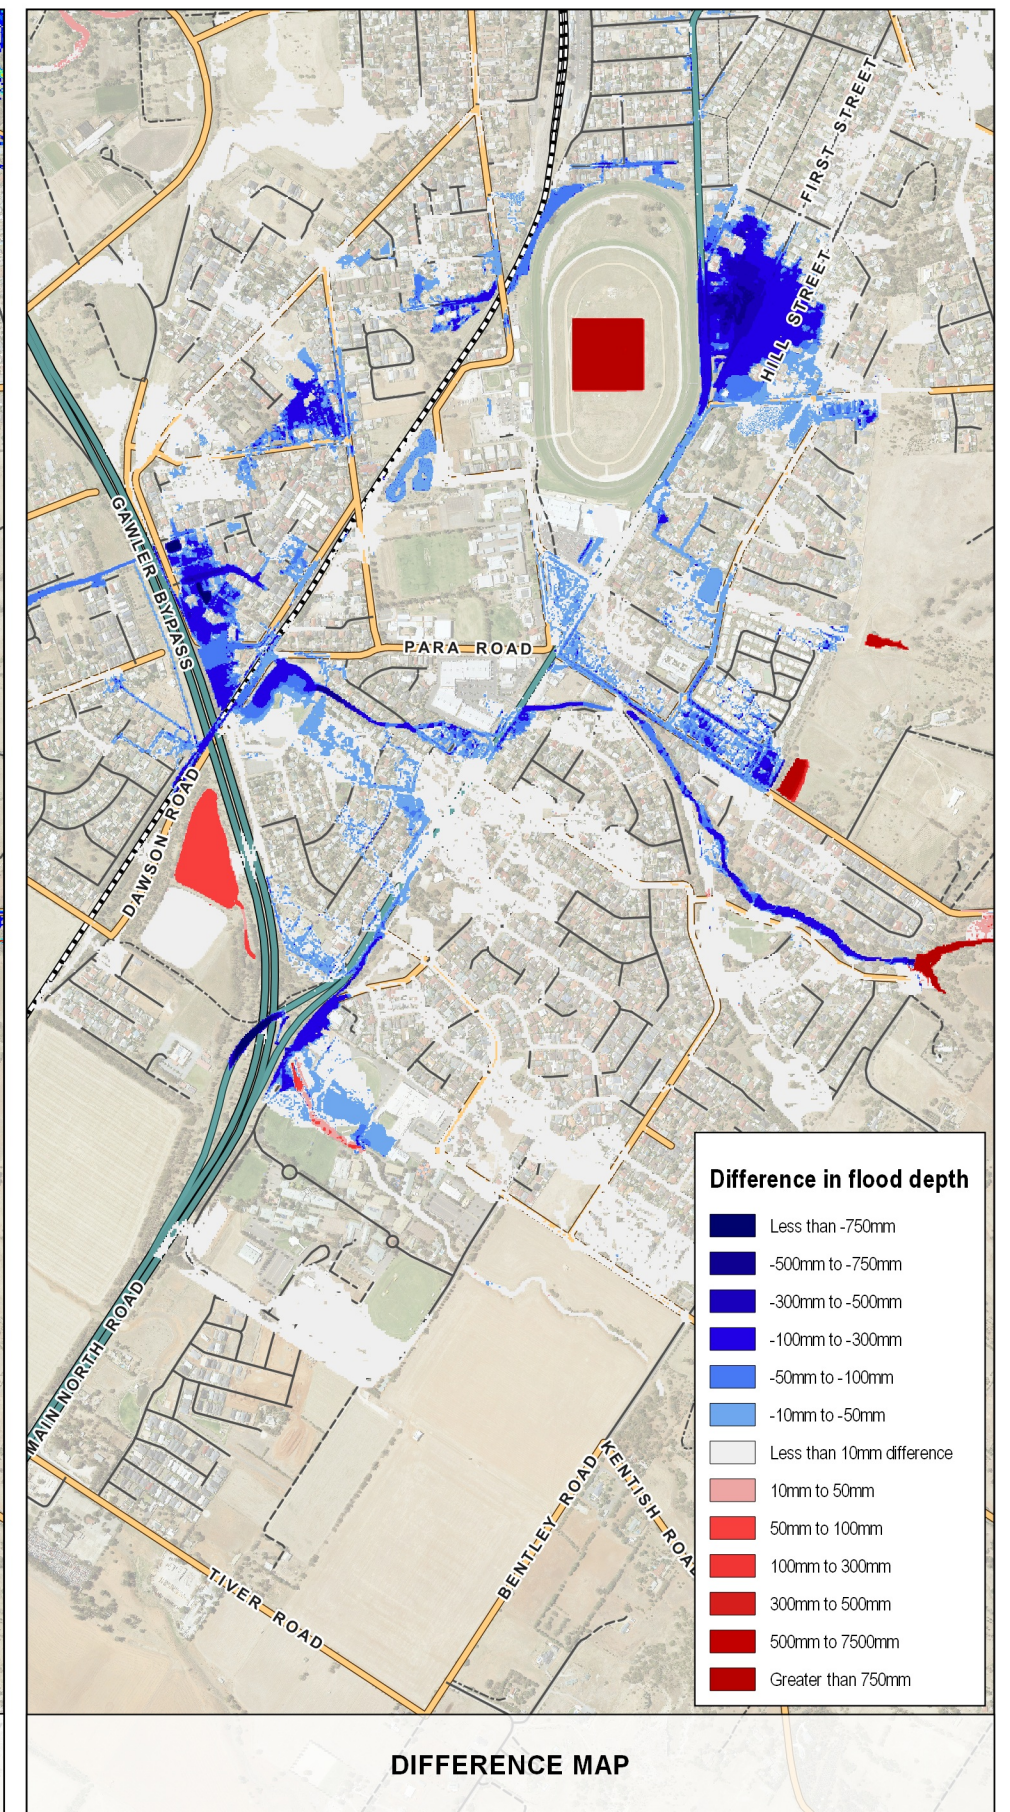 FIRST STREET
HILL STREET
GAWLER BYPASS
PARA ROAD
DAWSON ROAD
MAIN NORTH ROAD
TIVER ROAD
BENTLEY ROAD
KENTISH ROAD
Difference in flood depth
Less than -750mm
-500mm to -750mm
-300mm to -500mm
-100mm to -300mm
-50mm to -100mm
-10mm to -50mm
Less than 10mm difference
10mm to 50mm
50mm to 100mm
100mm to 300mm
300mm to 500mm
500mm to 7500mm
Greater than 750mm
DIFFERENCE MAP